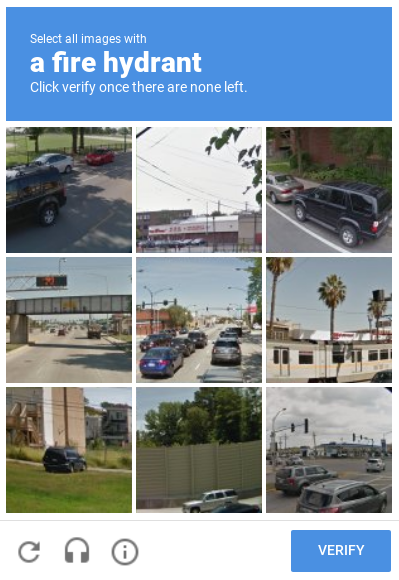 Select all images with
a fire hydrant
Click verify once there are none left.
VERIFY